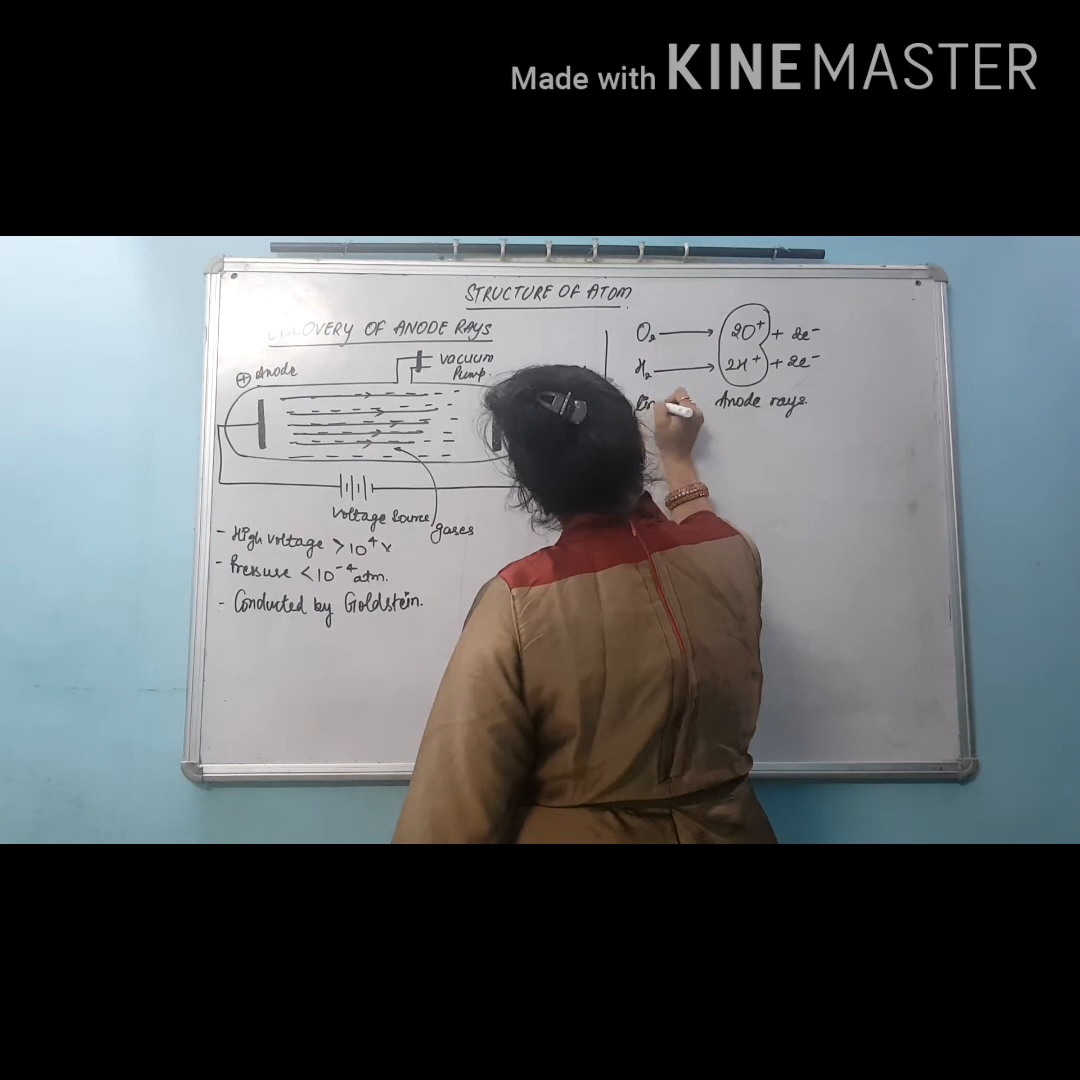 Made with KINEMASTER
STRUCTURE OF ATOM
OVERY OF ANODE RAYS
⊕ Anode
VACUUM
Pump.
Voltage Source
gases
- High voltage > 10⁴ v
- Pressure < 10⁻⁴ atm.
- Conducted by Goldstein.
O₂ → 2O⁺ + 2e⁻
H₂ → 2H⁺ + 2e⁻
Anode rays.